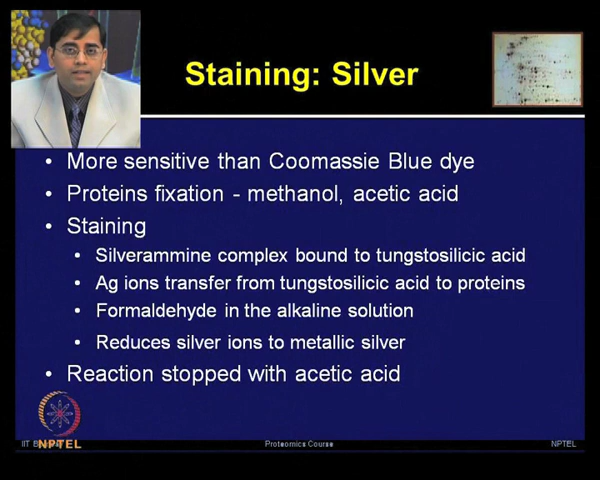 Staining: Silver
• More sensitive than Coomassie Blue dye
• Proteins fixation - methanol, acetic acid
• Staining
• Silverammine complex bound to tungstosilicic acid
• Ag ions transfer from tungstosilicic acid to proteins
• Formaldehyde in the alkaline solution
• Reduces silver ions to metallic silver
• Reaction stopped with acetic acid
NPTEL
IIT Proteomics Course NPTEL